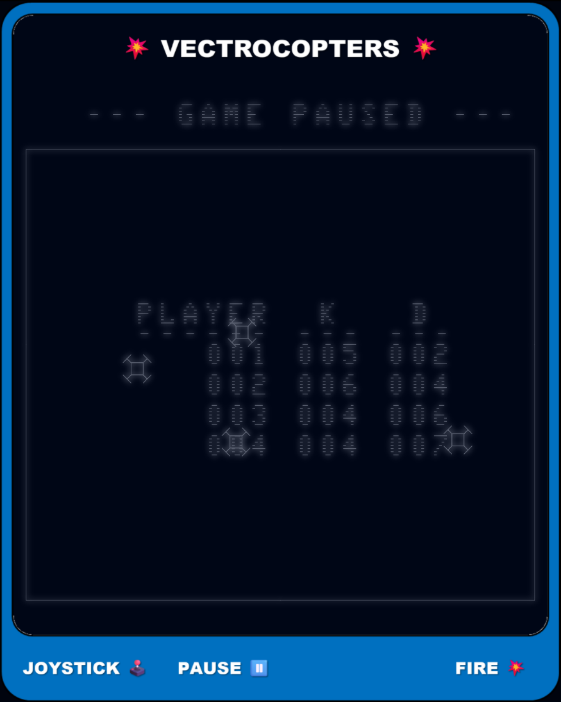 VECTROCOPTERS
--- GAME PAUSED ---
PLAYER K D
------ --- ---
001 005 002
002 006 004
003 004 006
004 004 007
JOYSTICK PAUSE FIRE